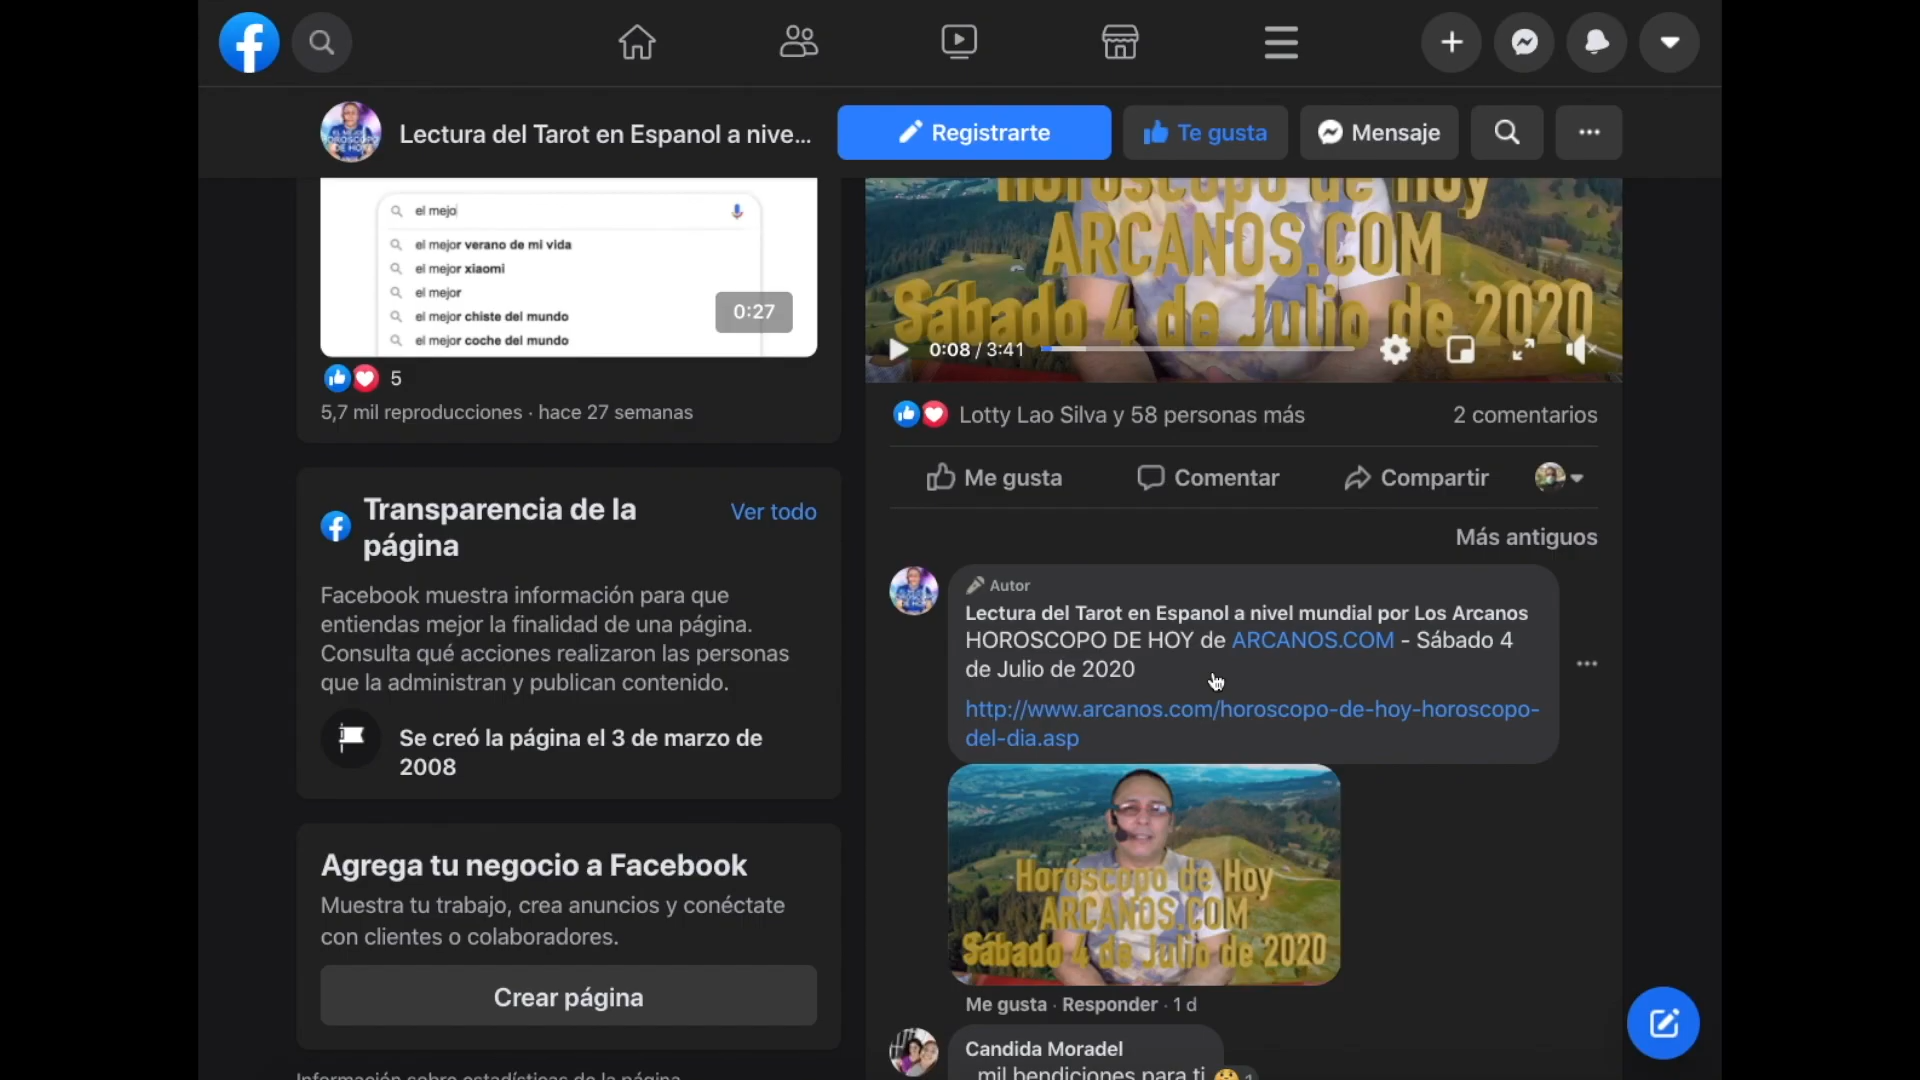 Lectura del Tarot en Espanol a nive...
Registrarte
Te gusta
Mensaje
el mejo
el mejor verano de mi vida
el mejor xiaomi
el mejor
el mejor chiste del mundo
el mejor coche del mundo
0:27
5
5,7 mil reproducciones · hace 27 semanas
Transparencia de la
página
Ver todo
Facebook muestra información para que
entiendas mejor la finalidad de una página.
Consulta qué acciones realizaron las personas
que la administran y publican contenido.
Se creó la página el 3 de marzo de
2008
Agrega tu negocio a Facebook
Muestra tu trabajo, crea anuncios y conéctate
con clientes o colaboradores.
Crear página
Información sobre estadísticas de la página
Horóscopo de Hoy
ARCANOS.COM
Sábado 4 de Julio de 2020
0:08 / 3:41
Lotty Lao Silva y 58 personas más
2 comentarios
Me gusta
Comentar
Compartir
Más antiguos
Autor
Lectura del Tarot en Espanol a nivel mundial por Los Arcanos
HOROSCOPO DE HOY de ARCANOS.COM - Sábado 4
de Julio de 2020
http://www.arcanos.com/horoscopo-de-hoy-horoscopo-
del-dia.asp
Horóscopo de Hoy
ARCANOS.COM
Sábado 4 de Julio de 2020
Me gusta · Responder · 1 d
Candida Moradel
mil bendiciones para ti
1